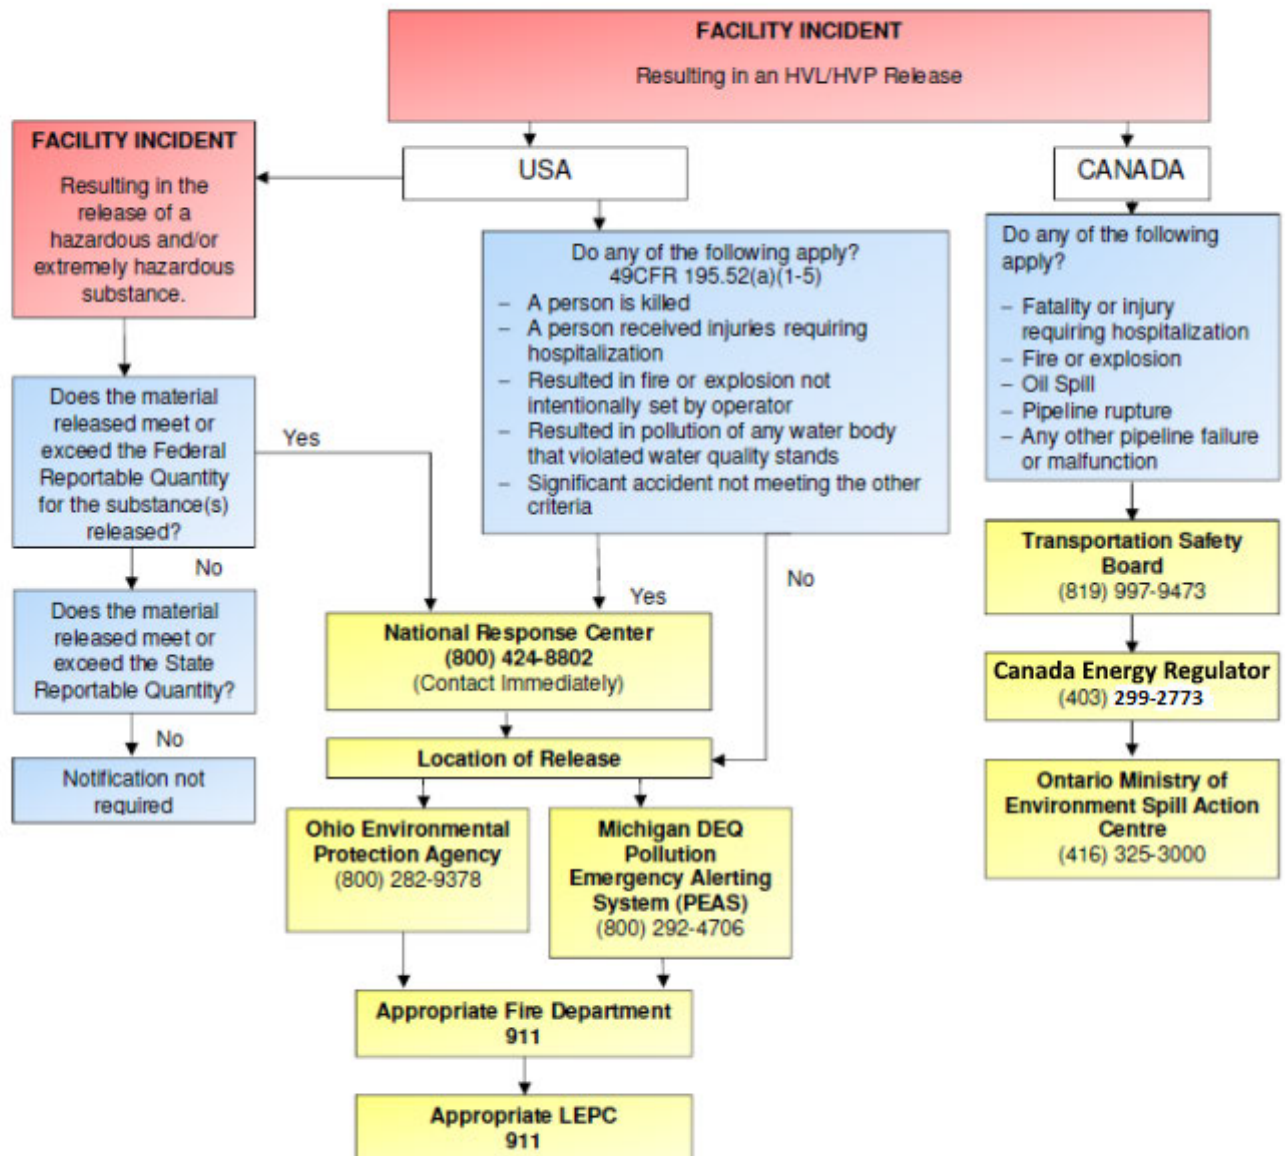 FACILITY INCIDENT
Resulting in an HVL/HVP Release
FACILITY INCIDENT
Resulting in the
release of a
hazardous and/or
extremely hazardous
substance.
USA
CANADA
Do any of the following apply?
49CFR 195.52(a)(1-5)
– A person is killed
– A person received injuries requiring
hospitalization
– Resulted in fire or explosion not
intentionally set by operator
– Resulted in pollution of any water body
that violated water quality stands
– Significant accident not meeting the other
criteria
Do any of the following
apply?
– Fatality or injury
requiring hospitalization
– Fire or explosion
– Oil Spill
– Pipeline rupture
– Any other pipeline failure
or malfunction
Does the material
released meet or
exceed the Federal
Reportable Quantity
for the substance(s)
released?
Yes
No
Does the material
released meet or
exceed the State
Reportable Quantity?
No
Notification not
required
Yes
No
National Response Center
(800) 424-8802
(Contact Immediately)
Location of Release
Ohio Environmental
Protection Agency
(800) 282-9378
Michigan DEQ
Pollution
Emergency Alerting
System (PEAS)
(800) 292-4706
Appropriate Fire Department
911
Appropriate LEPC
911
Transportation Safety
Board
(819) 997-9473
Canada Energy Regulator
(403) 299-2773
Ontario Ministry of
Environment Spill Action
Centre
(416) 325-3000